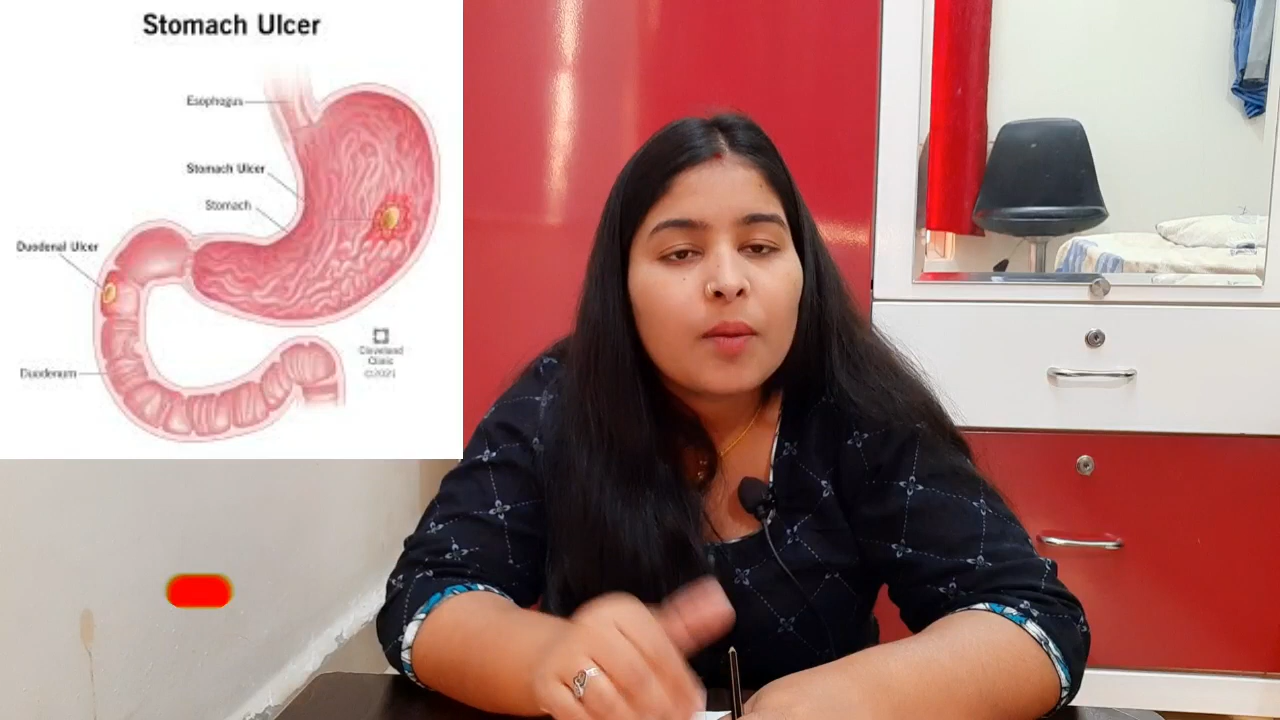 Stomach Ulcer
Esophagus
Stomach Ulcer
Stomach
Duodenal Ulcer
Duodenum
Cleveland
Clinic
©2021